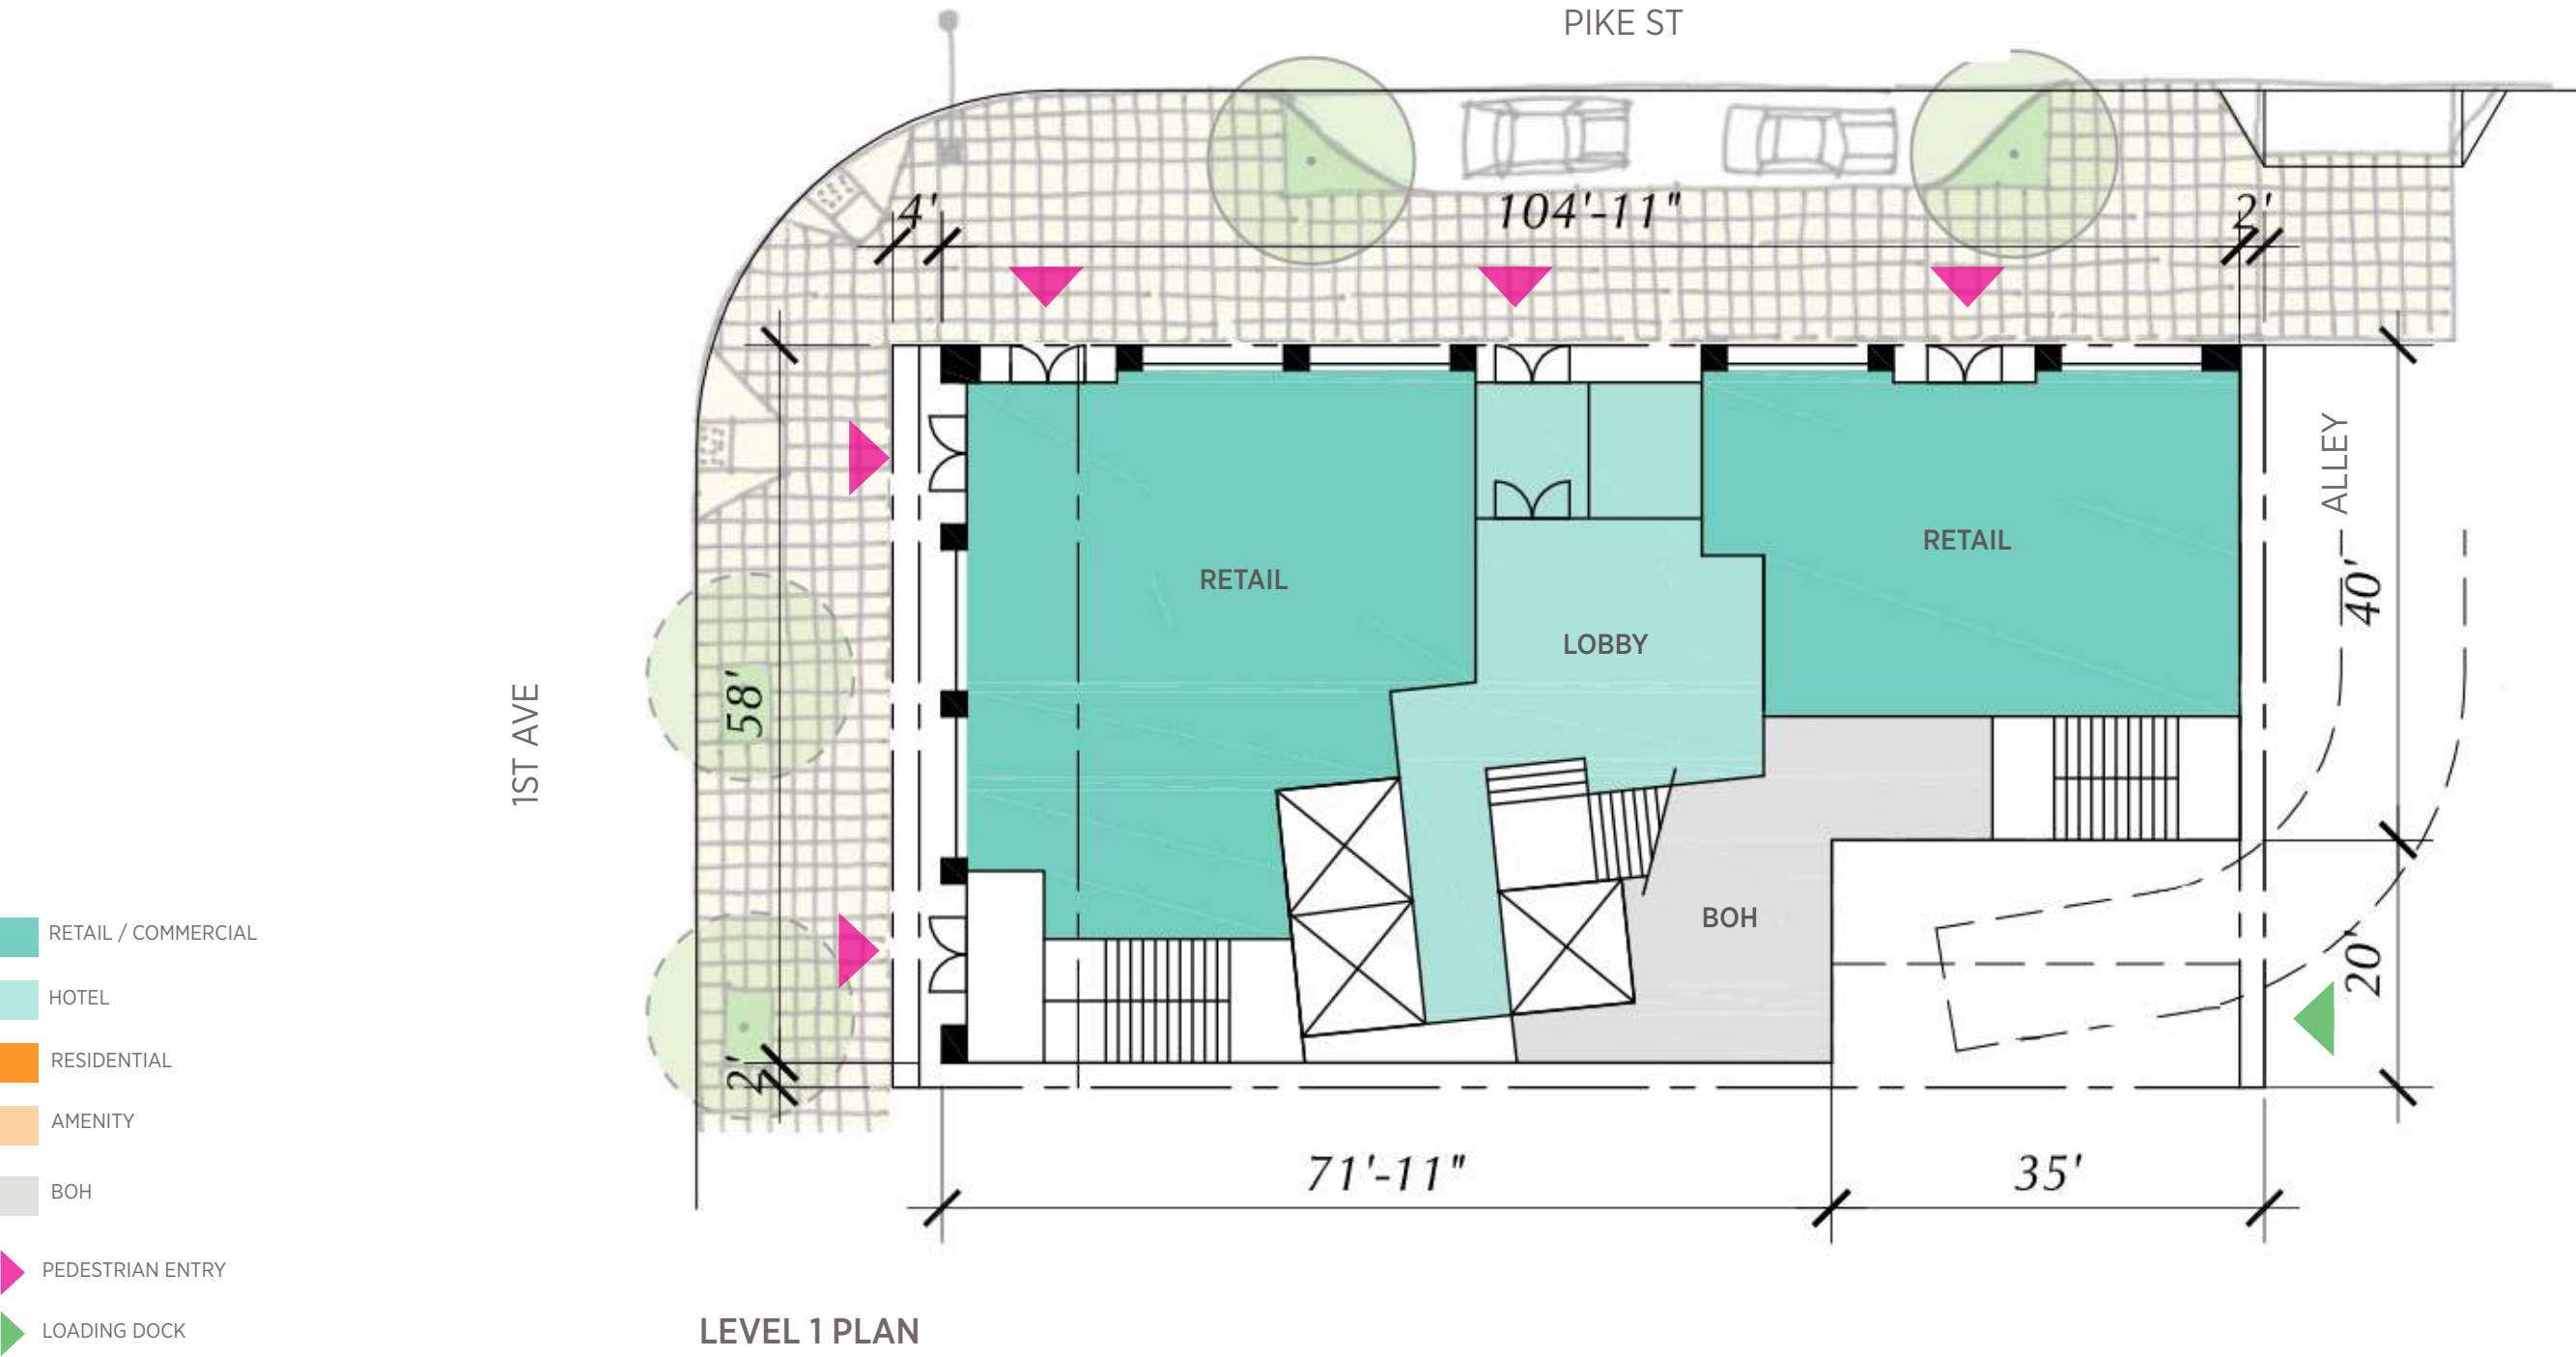 PIKE ST
4'
104'-11"
2'
ALLEY
RETAIL
RETAIL
40'
LOBBY
58'
1ST AVE
BOH
20'
2'
71'-11"
35'
RETAIL / COMMERCIAL
HOTEL
RESIDENTIAL
AMENITY
BOH
PEDESTRIAN ENTRY
LOADING DOCK
LEVEL 1 PLAN